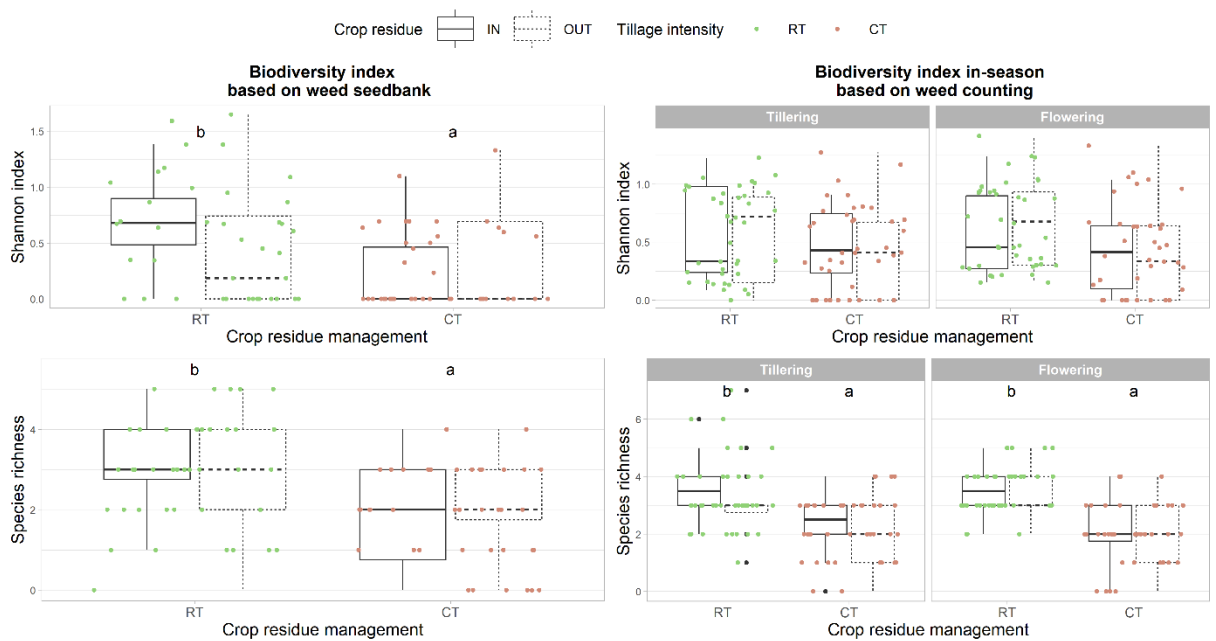 Crop residue IN OUT Tillage intensity RT CT
Biodiversity index
based on weed seedbank
Shannon index
1.5
1.0
0.5
0.0
b a
RT CT
Crop residue management
Biodiversity index in-season
based on weed counting
Tillering Flowering
Shannon index
1.0
0.5
0.0
RT CT RT CT
Crop residue management
Species richness
4
2
0
b a
RT CT
Crop residue management
Tillering Flowering
Species richness
6
4
2
0
b a b a
RT CT RT CT
Crop residue management